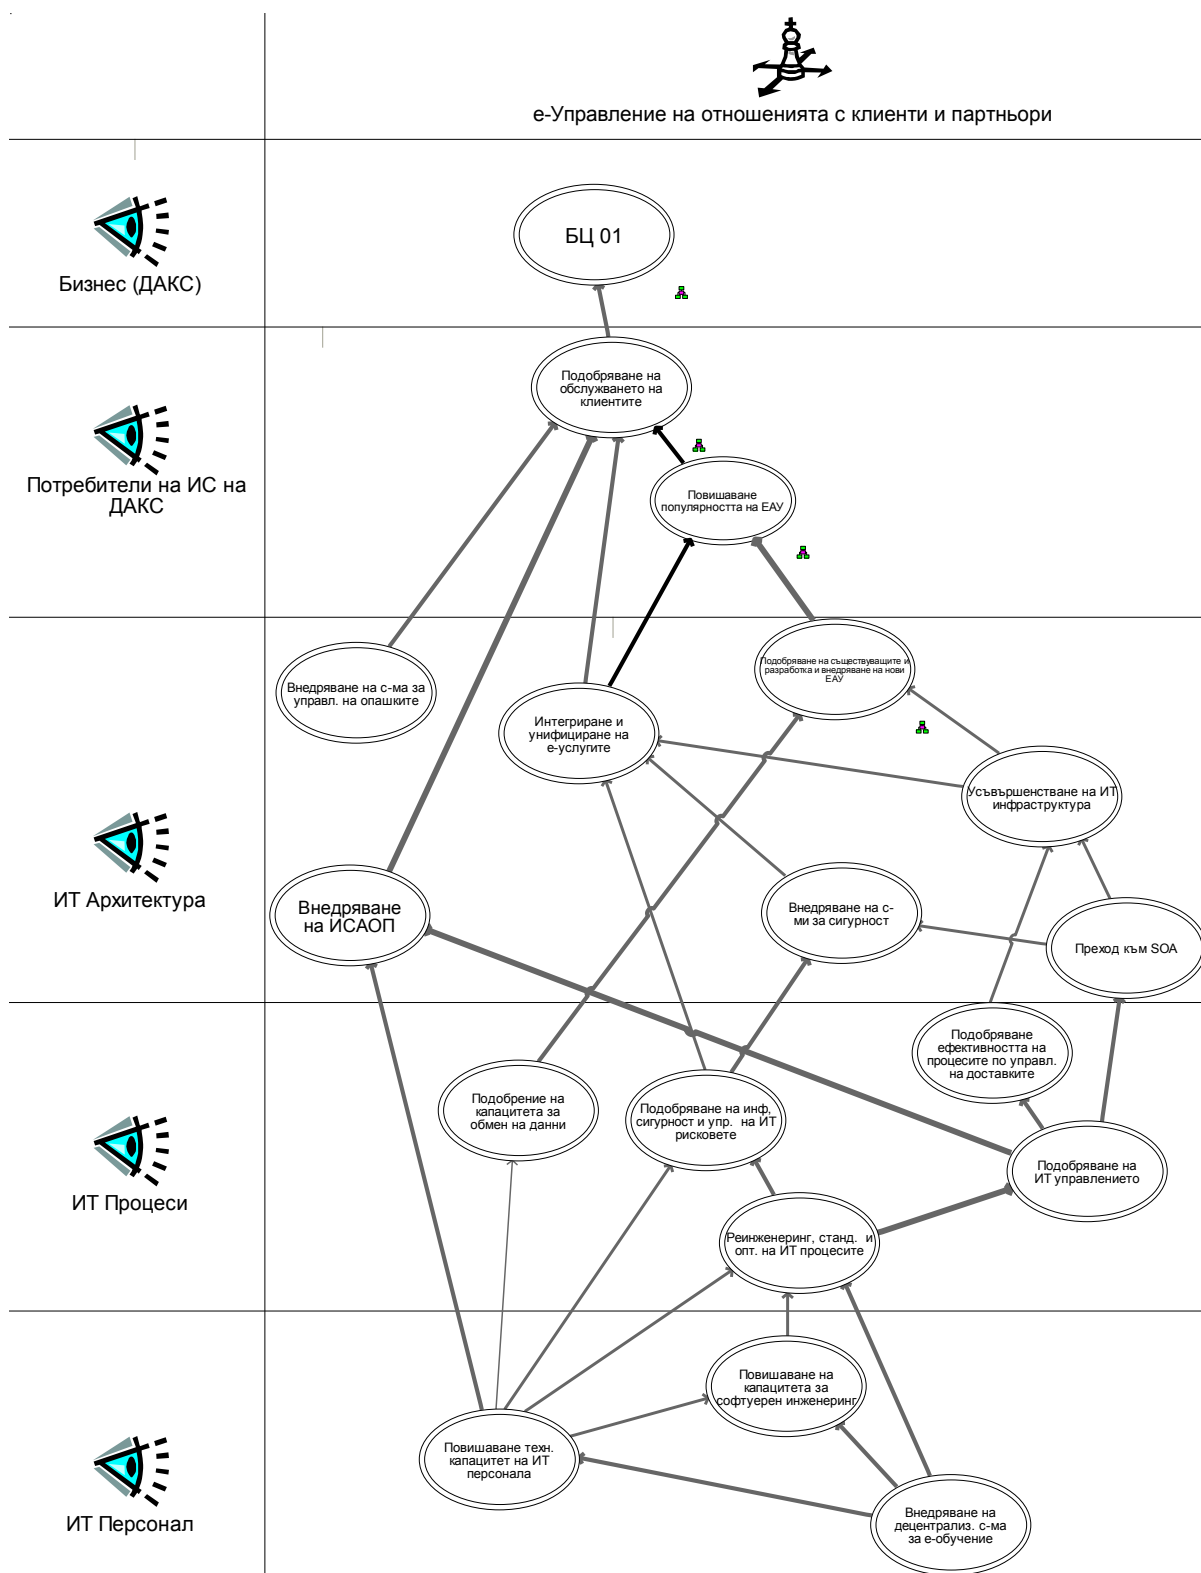 е-Управление на отношенията с клиенти и партньори
Бизнес (ДАКС)
БЦ 01
Потребители на ИС на
ДАКС
Подобряване на
обслужването на
клиентите
Повишаване
популярността на ЕАУ
ИТ Архитектура
Внедряване на с-ма за
управл. на опашките
Интегриране и
унифициране на
е-услугите
Подобряване на съществуващите и
разработка и внедряване на нови
ЕАУ
Усъвършенстване на ИТ
инфраструктура
Внедряване
на ИСАОП
Внедряване на с-
ми за сигурност
Преход към SOA
ИТ Процеси
Подобряване
ефективността на
процесите по управл.
на доставките
Подобрение на
капацитета за
обмен на данни
Подобряване на инф,
сигурност и упр. на ИТ
рисковете
Подобряване на
ИТ управлението
Реинженеринг, станд. и
опт. на ИТ процесите
ИТ Персонал
Повишаване на
капацитета за
софтуерен инженеринг
Повишаване техн.
капацитет на ИТ
персонала
Внедряване на
децентрализ. с-ма
за е-обучение